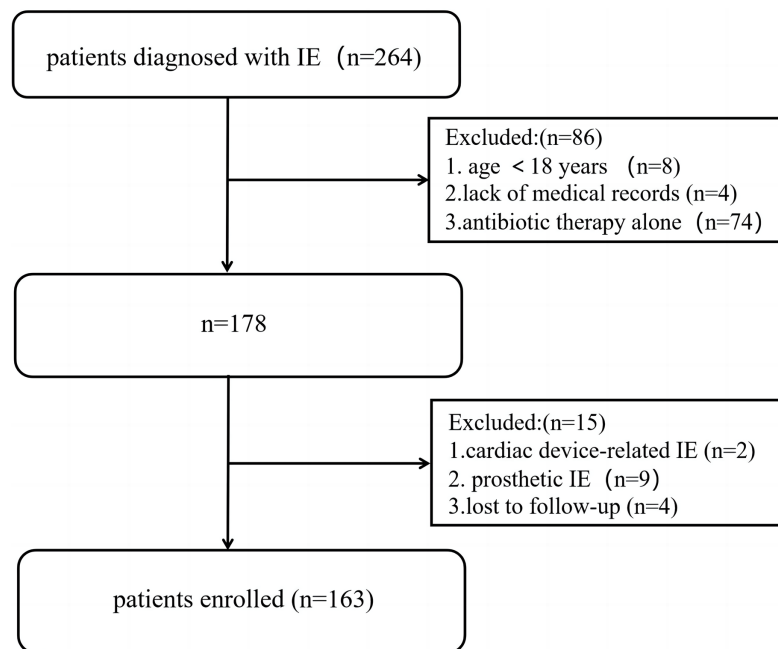 patients diagnosed with IE （n=264)
Excluded:(n=86)
1. age ＜18 years （n=8)
2.lack of medical records (n=4)
3.antibiotic therapy alone（n=74)
n=178
Excluded:(n=15)
1.cardiac device-related IE (n=2)
2. prosthetic IE（n=9）
3.lost to follow-up (n=4)
patients enrolled (n=163)